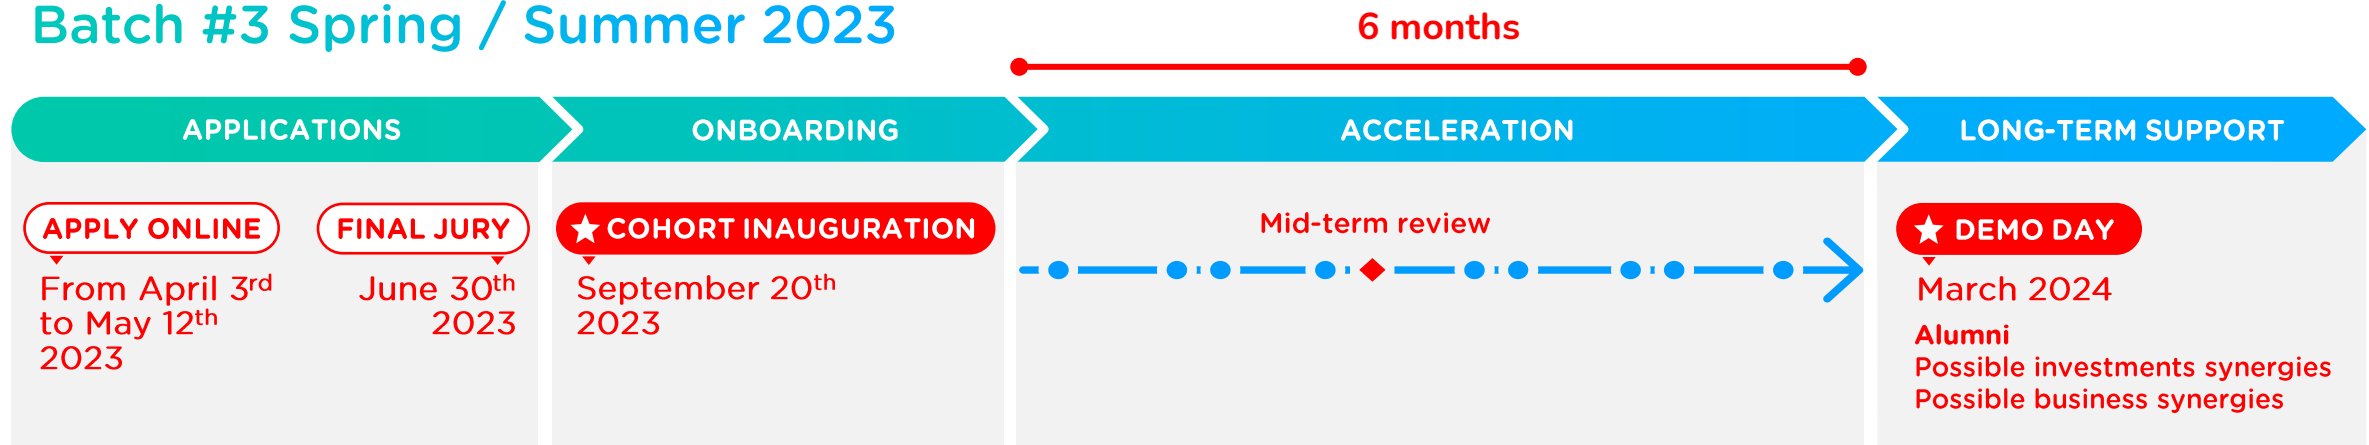 Batch #3 Spring / Summer 2023
6 months
APPLICATIONS
ONBOARDING
ACCELERATION
LONG-TERM SUPPORT
APPLY ONLINE
From April 3rd
to May 12th
2023
FINAL JURY
June 30th
2023
COHORT INAUGURATION
September 20th
2023
Mid-term review
DEMO DAY
March 2024
Alumni
Possible investments synergies
Possible business synergies